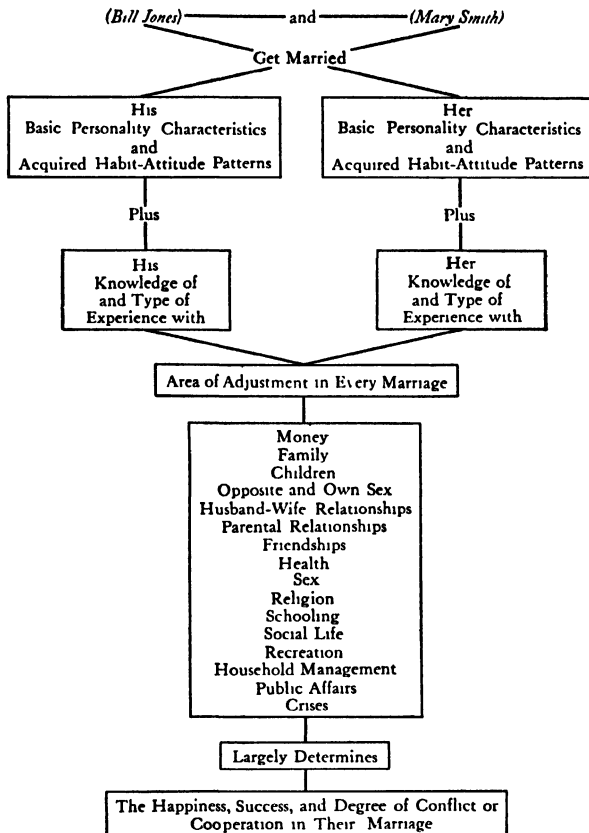 (Bill Jones) and (Mary Smith)
Get Married
His
Basic Personality Characteristics
and
Acquired Habit-Attitude Patterns
Her
Basic Personality Characteristics
and
Acquired Habit-Attitude Patterns
Plus
Plus
His
Knowledge of
and Type of
Experience with
Her
Knowledge of
and Type of
Experience with
Area of Adjustment in Every Marriage
Money
Family
Children
Opposite and Own Sex
Husband-Wife Relationships
Parental Relationships
Friendships
Health
Sex
Religion
Schooling
Social Life
Recreation
Household Management
Public Affairs
Crises
Largely Determines
The Happiness, Success, and Degree of Conflict or
Cooperation in Their Marriage